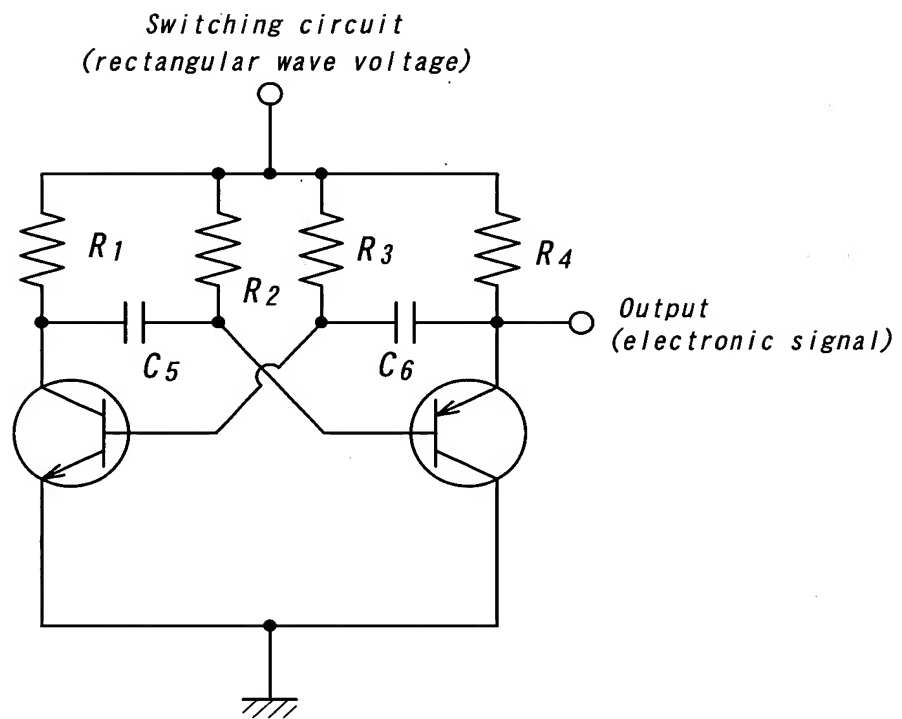 Switching circuit
(rectangular wave voltage)
R1
R2
R3
R4
C5
C6
Output
(electronic signal)